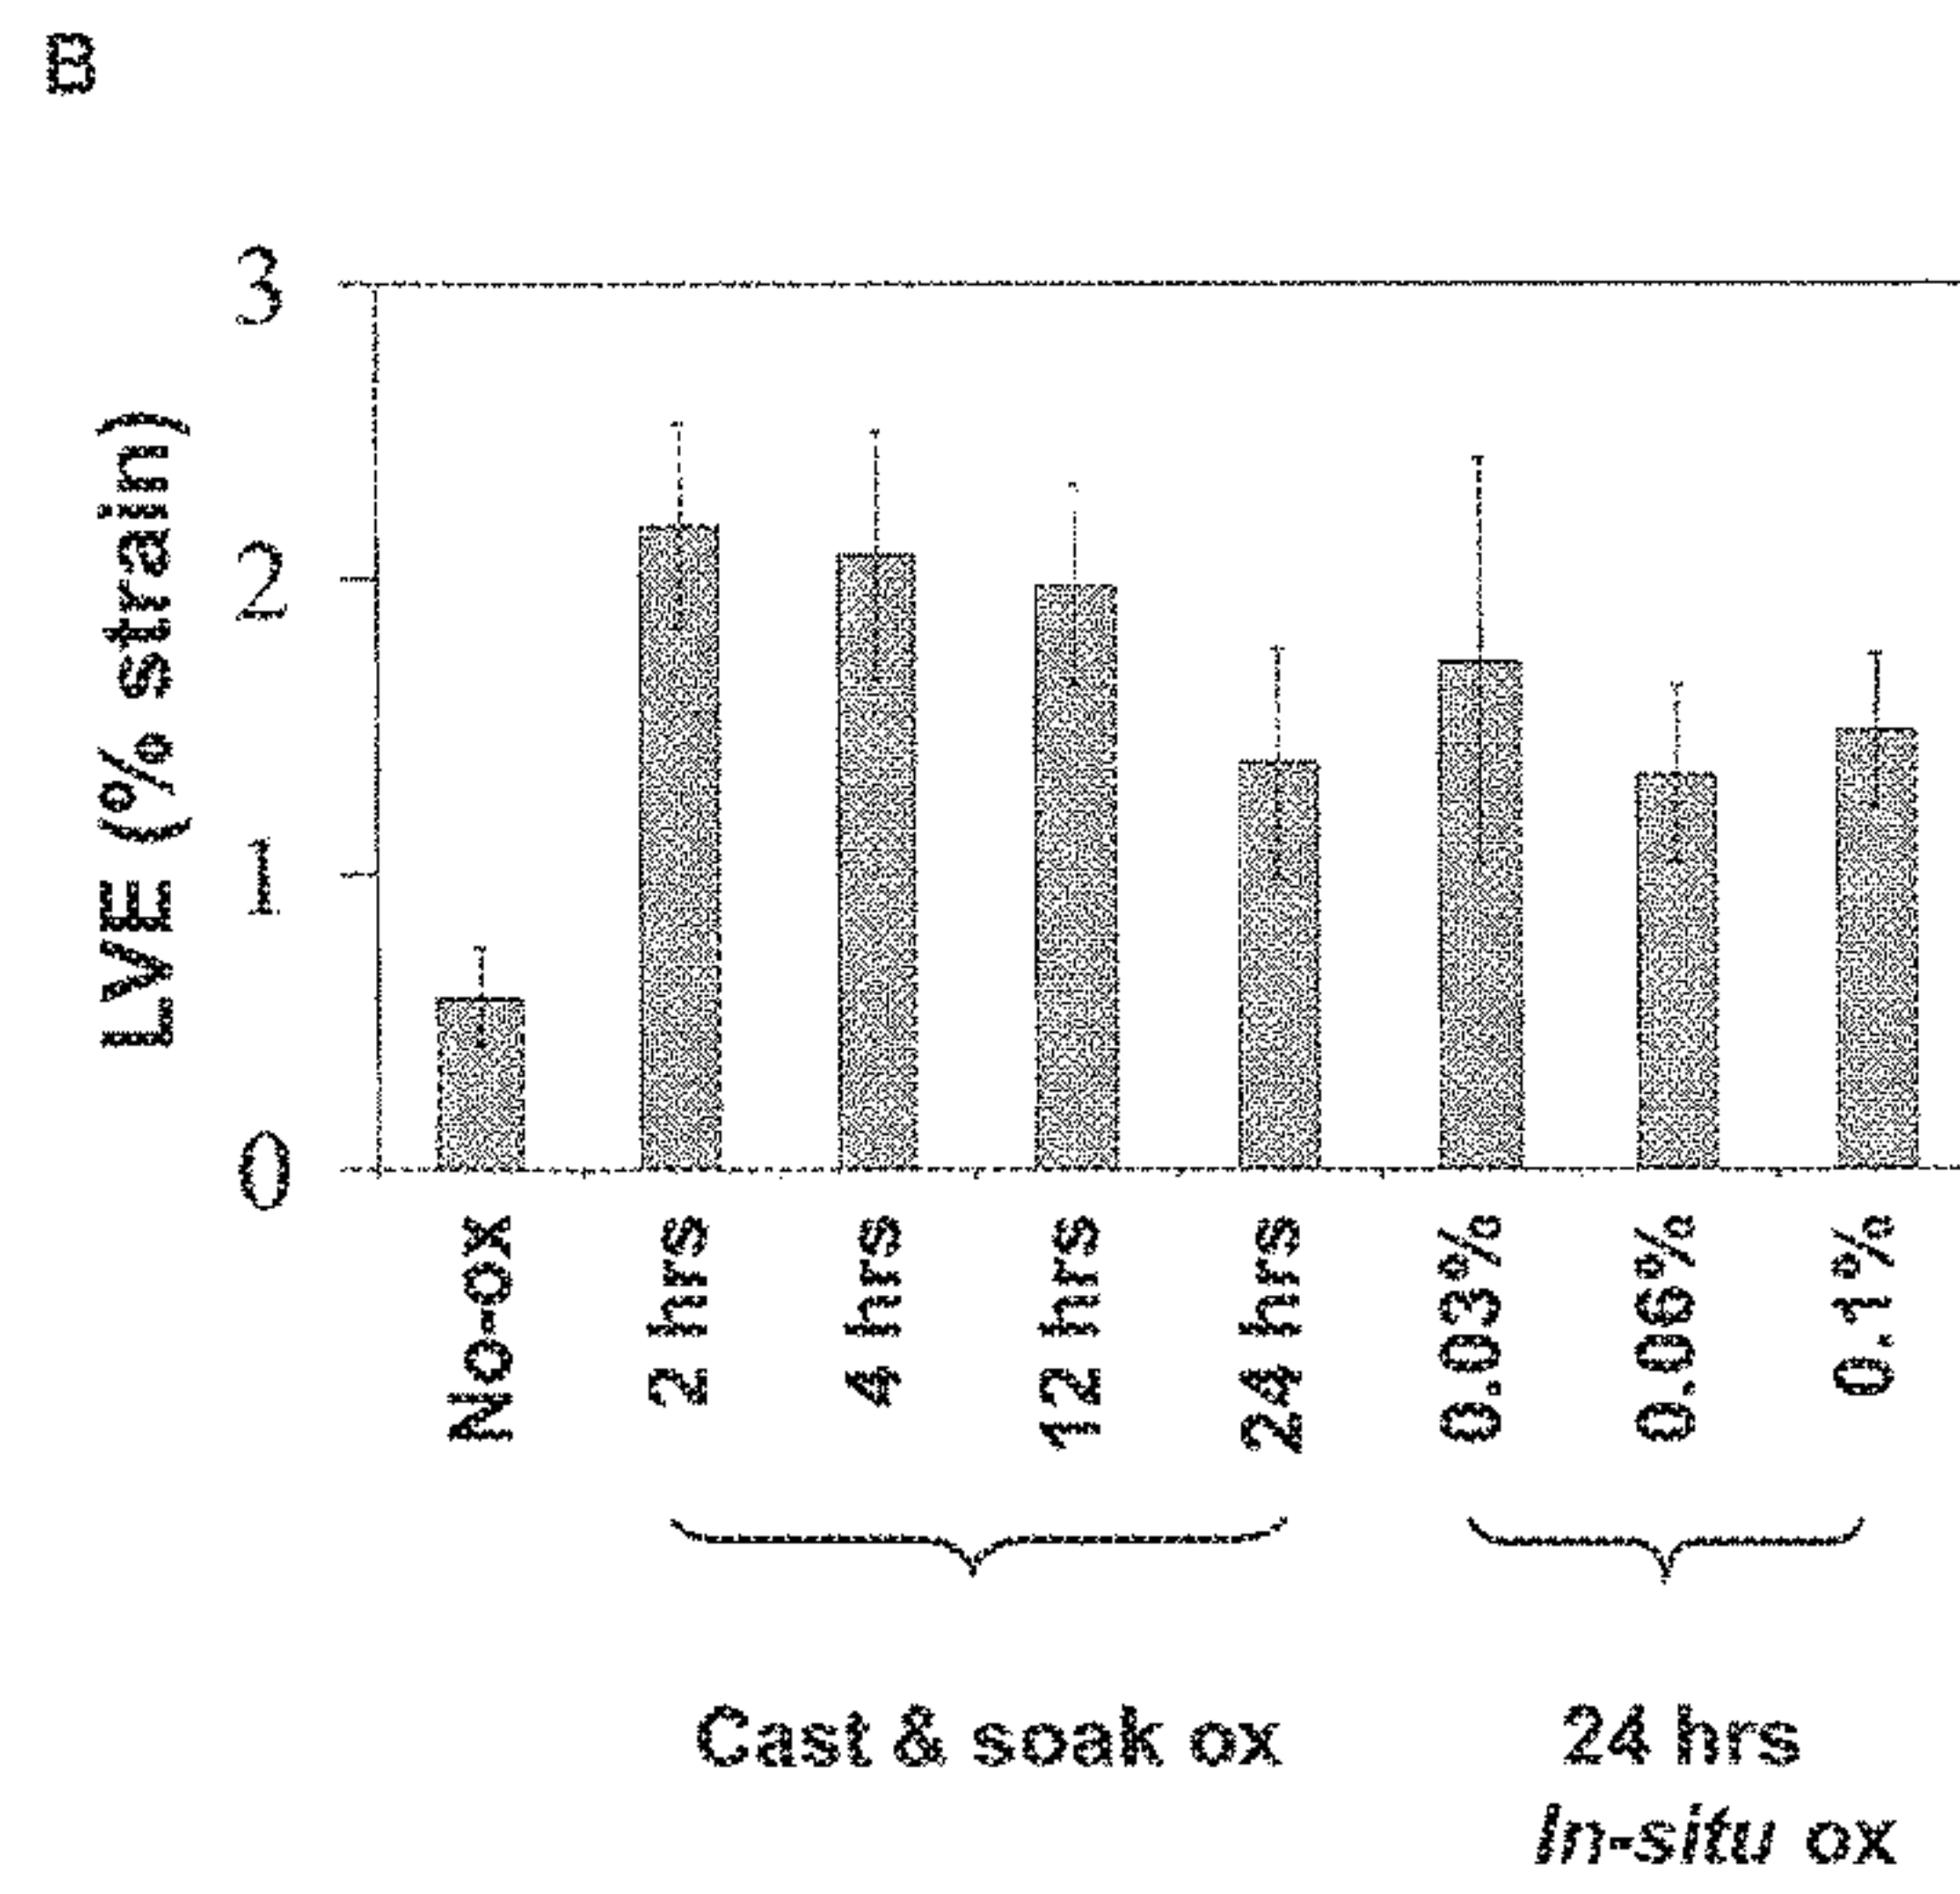 B
LVE (% strain)
3
2
1
0
No-ox
2 hrs
4 hrs
12 hrs
24 hrs
0.03%
0.06%
0.1%
Cast & soak ox
24 hrs
In-situ ox